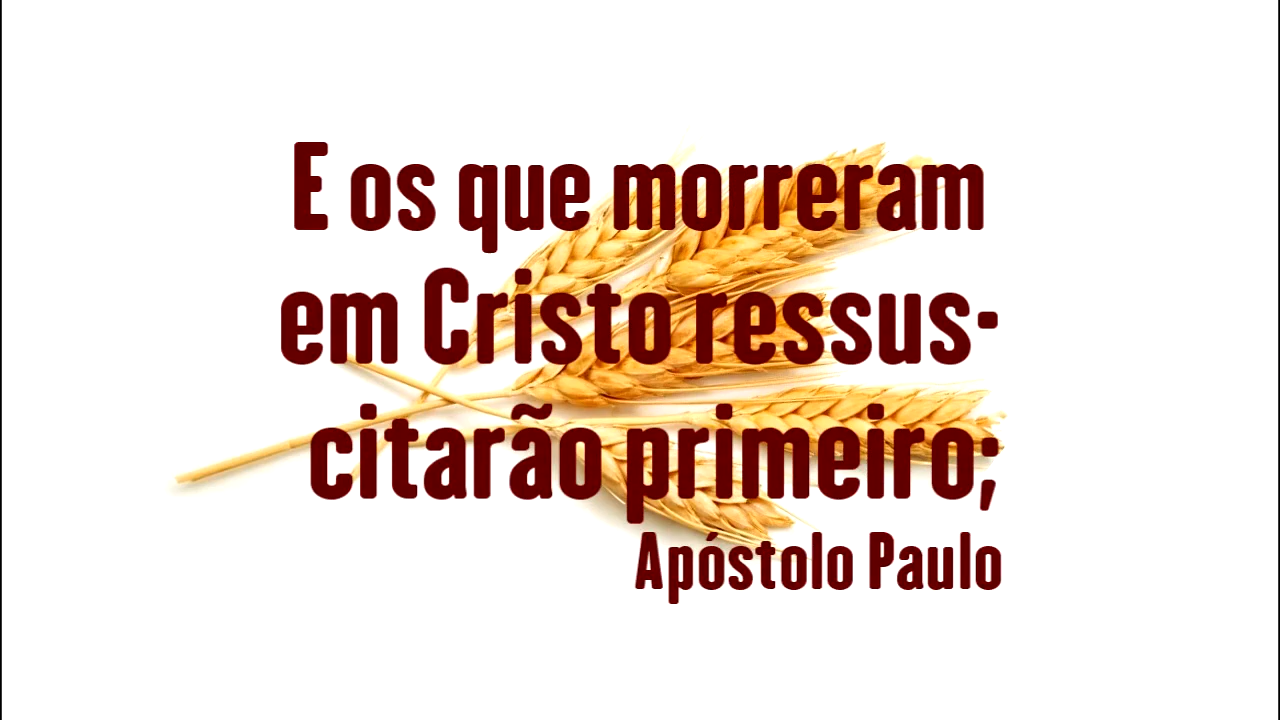 E os que morreram
em Cristo ressus-
citarão primeiro;
Apóstolo Paulo